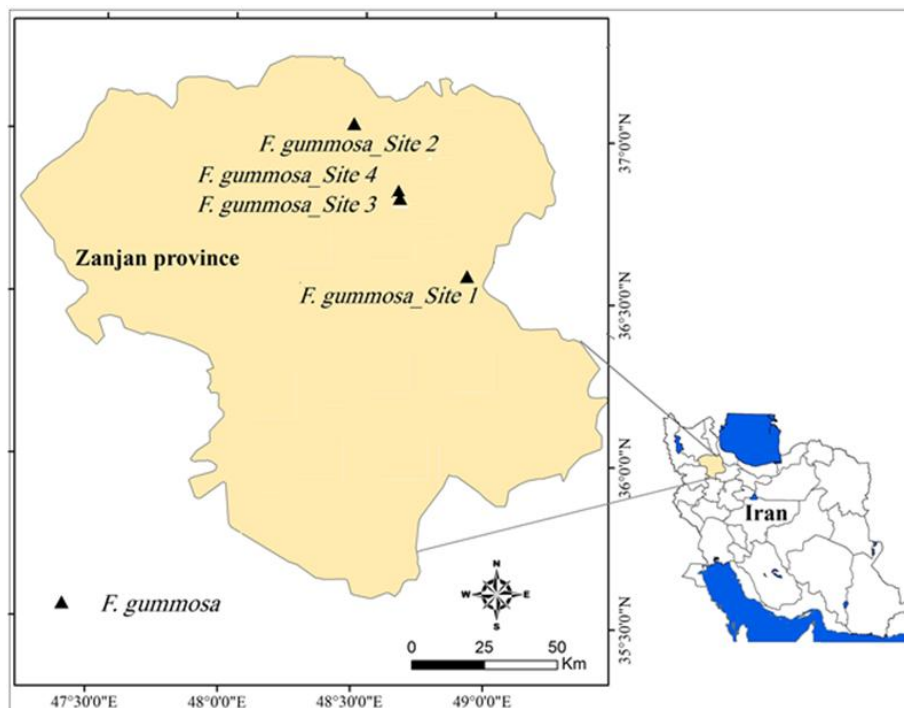 F. gummosa_Site 2
F. gummosa_Site 4
F. gummosa_Site 3
Zanjan province
F. gummosa_Site 1
F. gummosa
N
W
E
S
0
25
50
Km
47°30'0"E
48°0'0"E
48°30'0"E
49°0'0"E
37°0'0"N
36°30'0"N
36°0'0"N
35°30'0"N
Iran